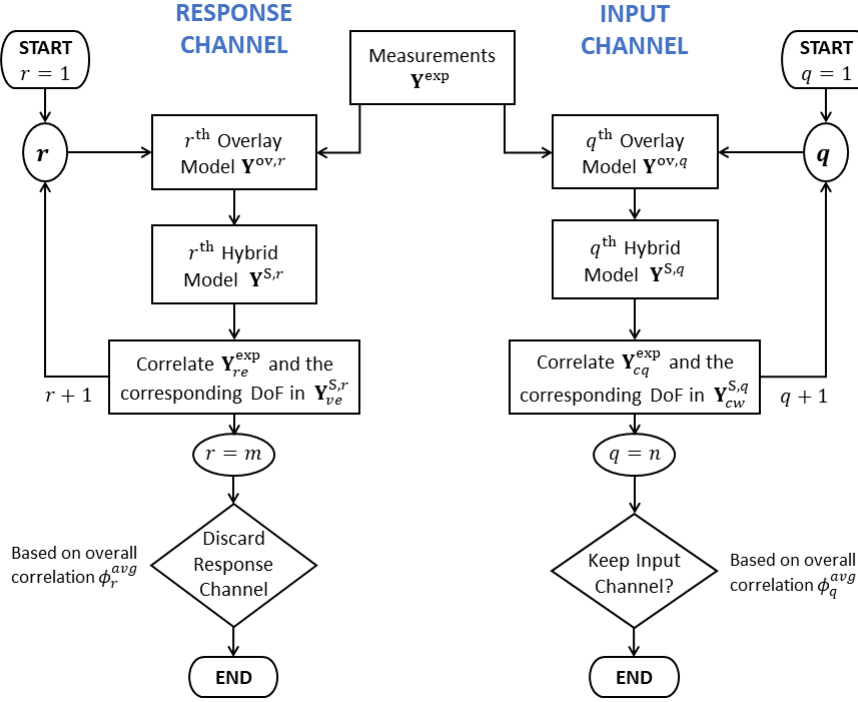 RESPONSE
CHANNEL
START
r = 1
r
r^th Overlay
Model Y^ov,r
r^th Hybrid
Model Y^S,r
Correlate Y_re^exp and the
corresponding DoF in Y_ve^S,r
r + 1
r = m
Discard
Response
Channel
Based on overall
correlation ϕ_r^avg
END
Measurements
Y^exp
INPUT
CHANNEL
START
q = 1
q
q^th Overlay
Model Y^ov,q
q^th Hybrid
Model Y^S,q
Correlate Y_cq^exp and the
corresponding DoF in Y_cw^S,q
q + 1
q = n
Keep Input
Channel?
Based on overall
correlation ϕ_q^avg
END